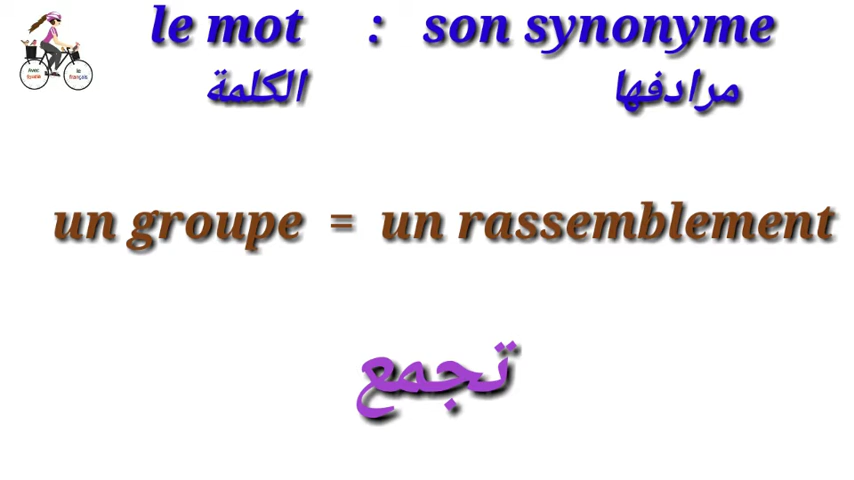 le mot : son synonyme
الكلمة مرادفها
un groupe = un rassemblement
تجمع